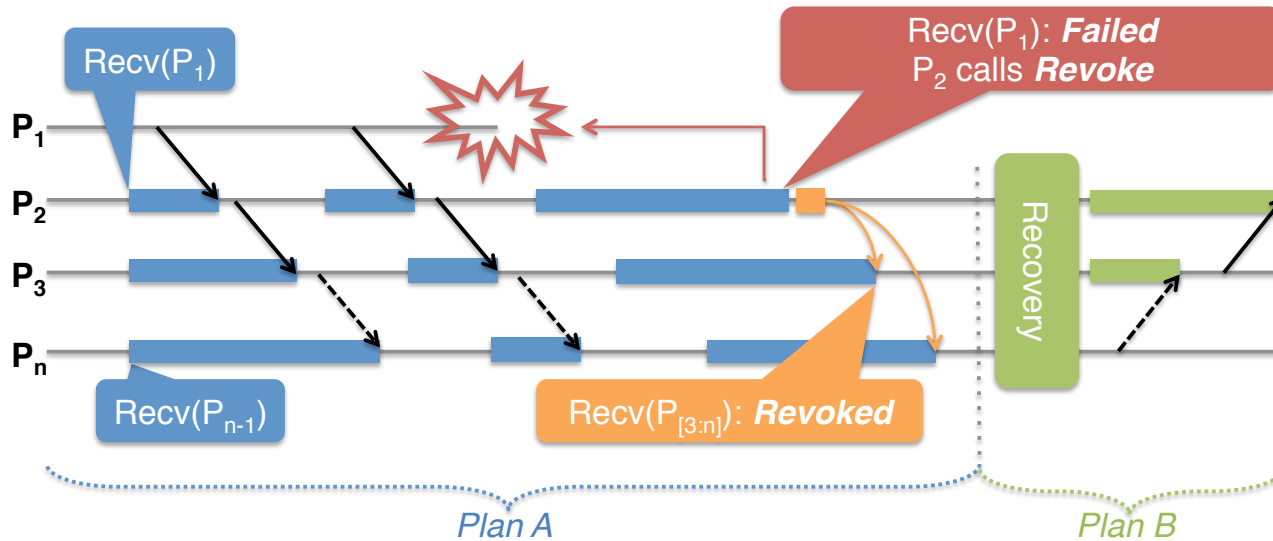 Recv(P₁)
Recv(P₁): Failed
P₂ calls Revoke
P₁
P₂
P₃
Pₙ
Recovery
Recv(Pₙ₋₁)
Recv(P[3:n]): Revoked
Plan A
Plan B